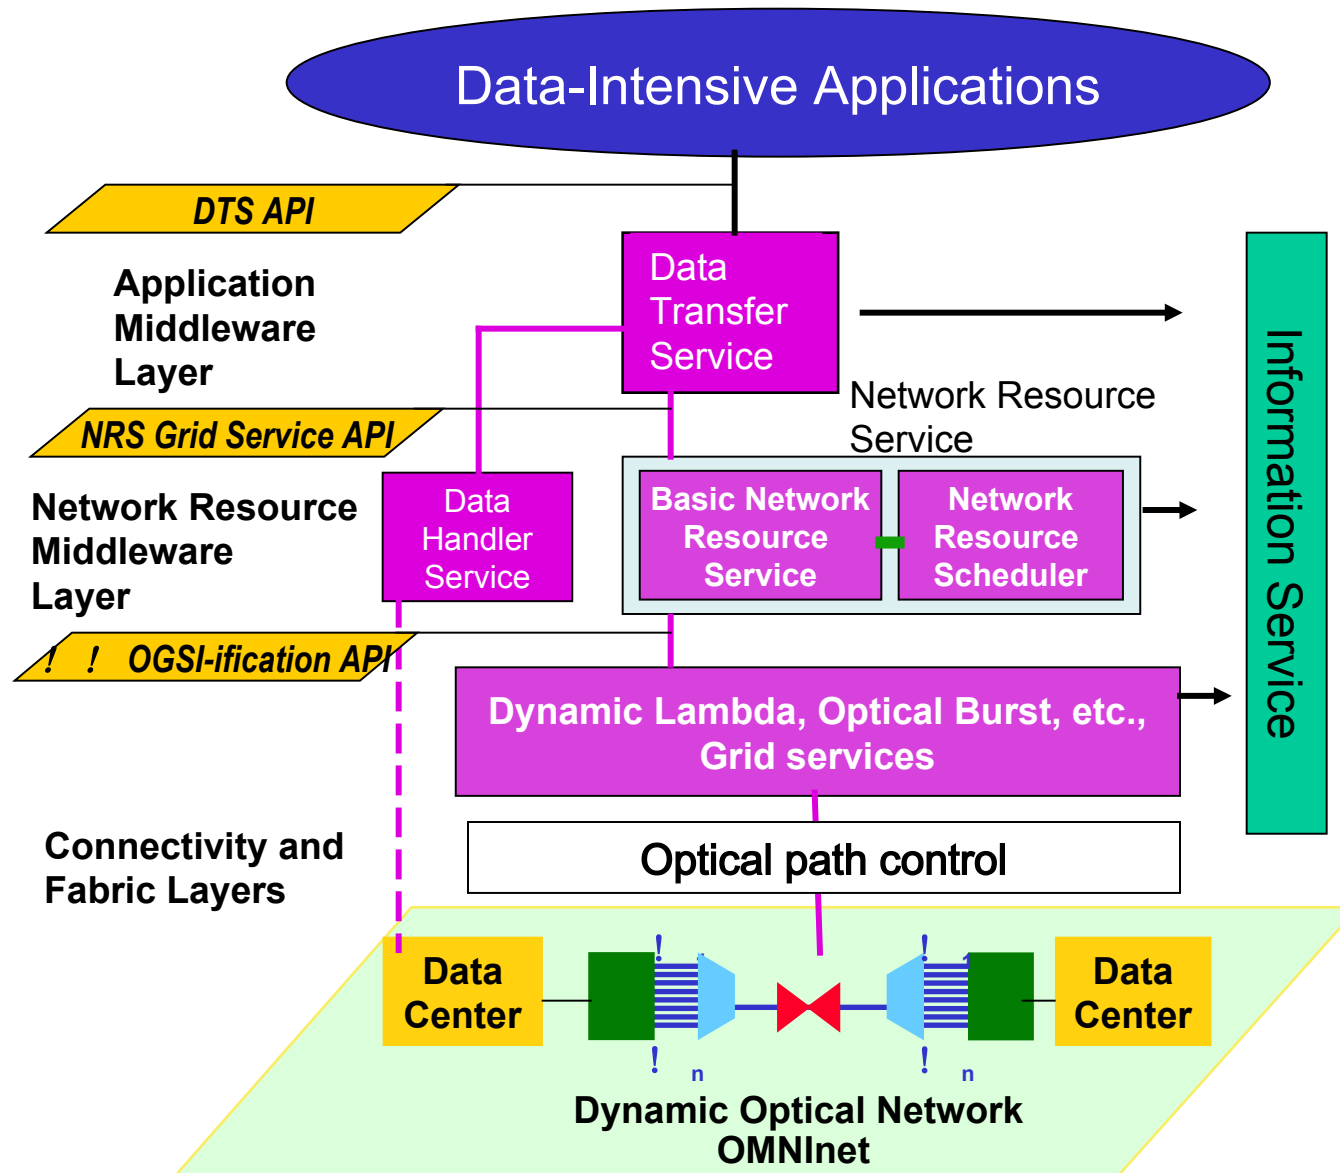 Data-Intensive Applications
DTS API
Application
Middleware
Layer
Data
Transfer
Service
Network Resource
Service
NRS Grid Service API
Network Resource
Middleware
Layer
Data
Handler
Service
Basic Network
Resource
Service
Network
Resource
Scheduler
Information Service
! ! OGSI-ification API
Dynamic Lambda, Optical Burst, etc.,
Grid services
Connectivity and
Fabric Layers
Optical path control
Data
Center
! 1
! n
! 1
! n
Data
Center
Dynamic Optical Network
OMNInet